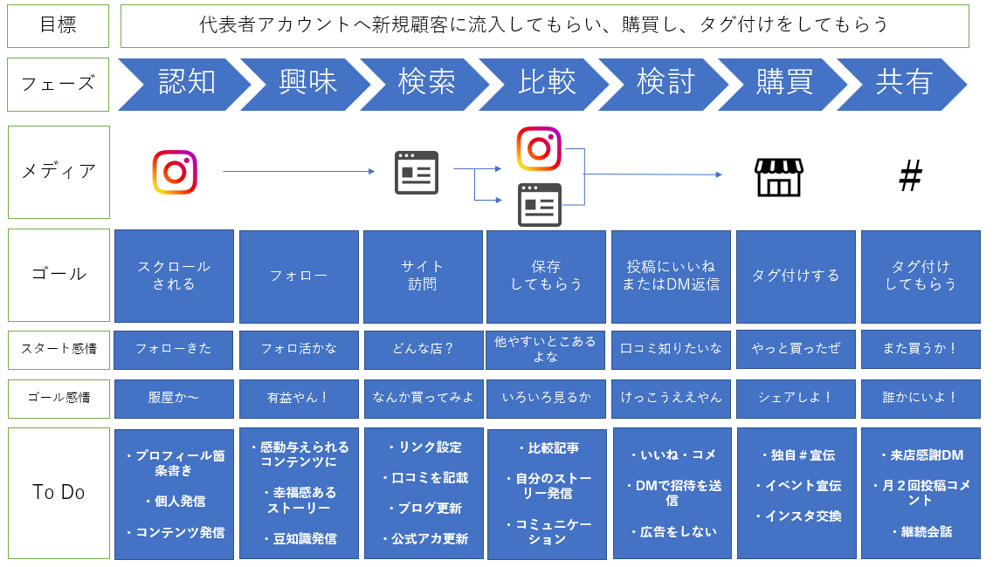 目標
代表者アカウントへ新規顧客に流入してもらい、購買し、タグ付けをしてもらう
フェーズ
認知
興味
検索
比較
検討
購買
共有
メディア
#
ゴール
スクロール
される
フォロー
サイト
訪問
保存
してもらう
投稿にいいね
またはDM返信
タグ付けする
タグ付け
してもらう
スタート感情
フォローきた
フォロ活かな
どんな店？
他やすいとこある
よな
口コミ知りたいな
やっと買ったぜ
また買うか！
ゴール感情
服屋か～
有益やん！
なんか買ってみよ
いろいろ見るか
けっこうええやん
シェアしよ！
誰かにいよ！
To Do
・プロフィール箇
条書き
・個人発信
・コンテンツ発信
・感動与えられる
コンテンツに
・幸福感ある
ストーリー
・豆知識発信
・リンク設定
・口コミを記載
・ブログ更新
・公式アカ更新
・比較記事
・自分のストー
リー発信
・コミュニケー
ション
・いいね・コメ
・DMで招待を送
信
・広告をしない
・独自＃宣伝
・イベント宣伝
・インスタ交換
・来店感謝DM
・月２回投稿コメ
ント
・継続会話